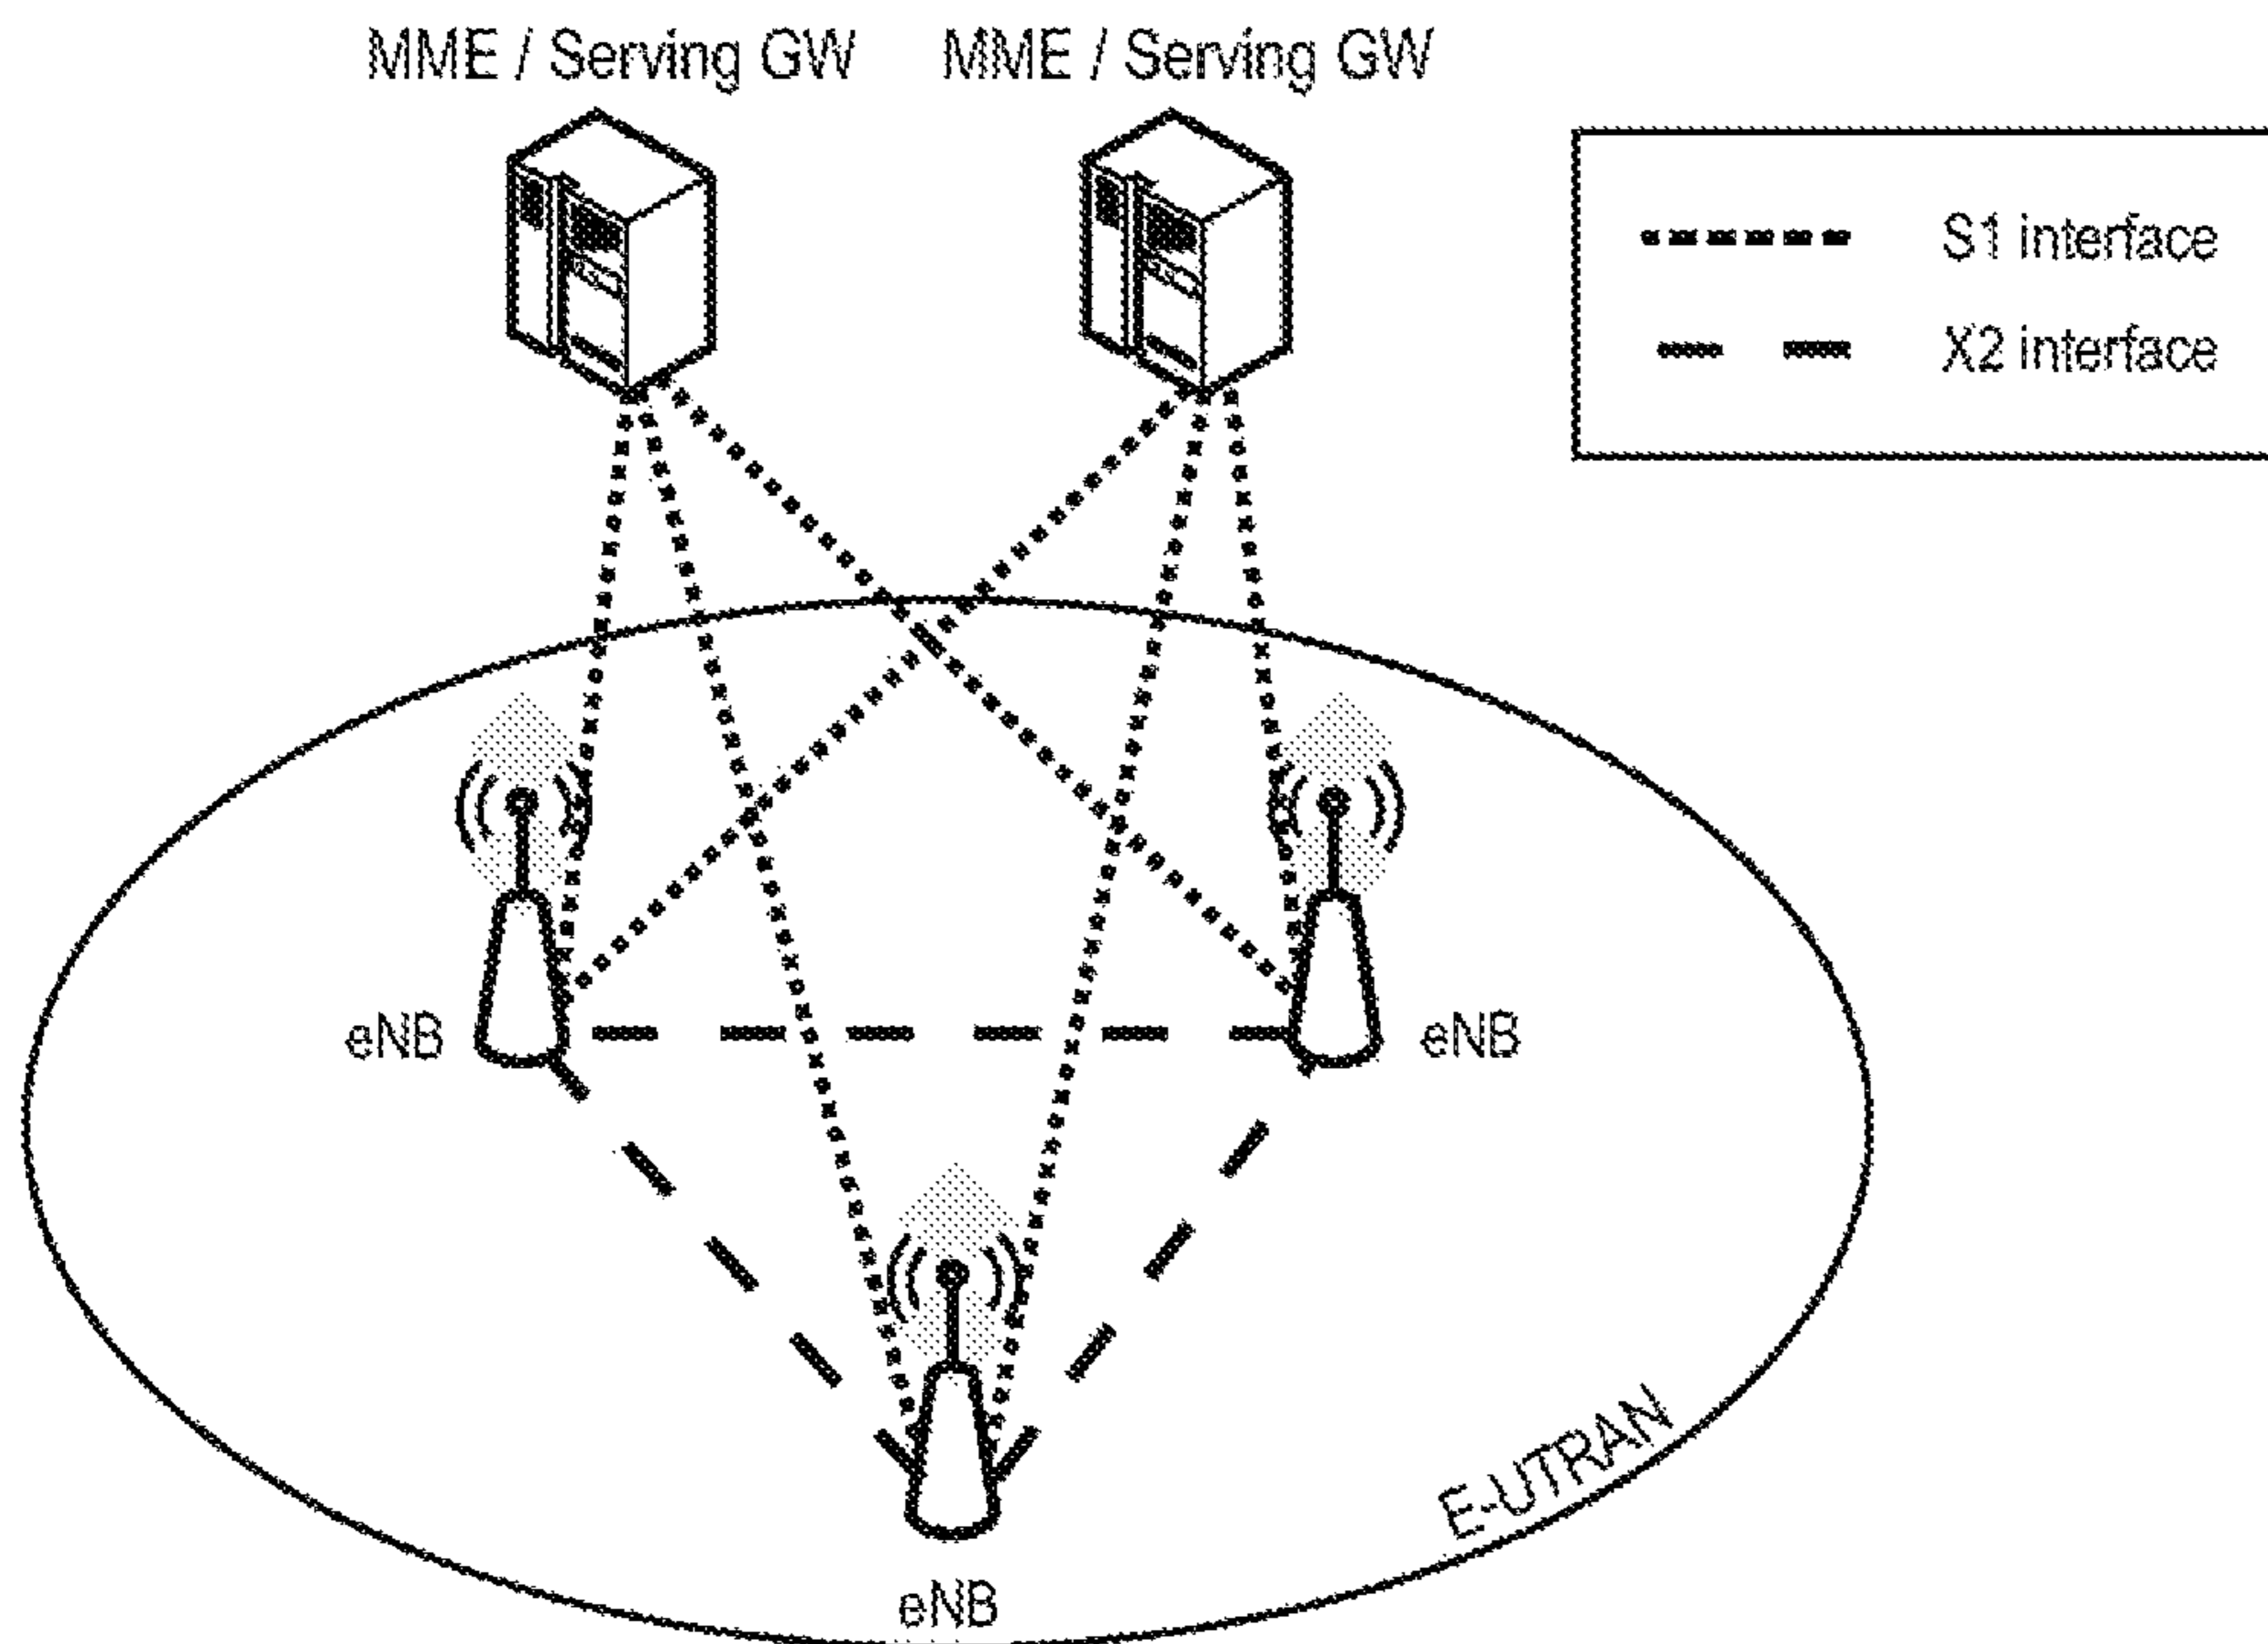 MME / Serving GW
MME / Serving GW
S1 interface
X2 interface
eNB
eNB
E-UTRAN
eNB